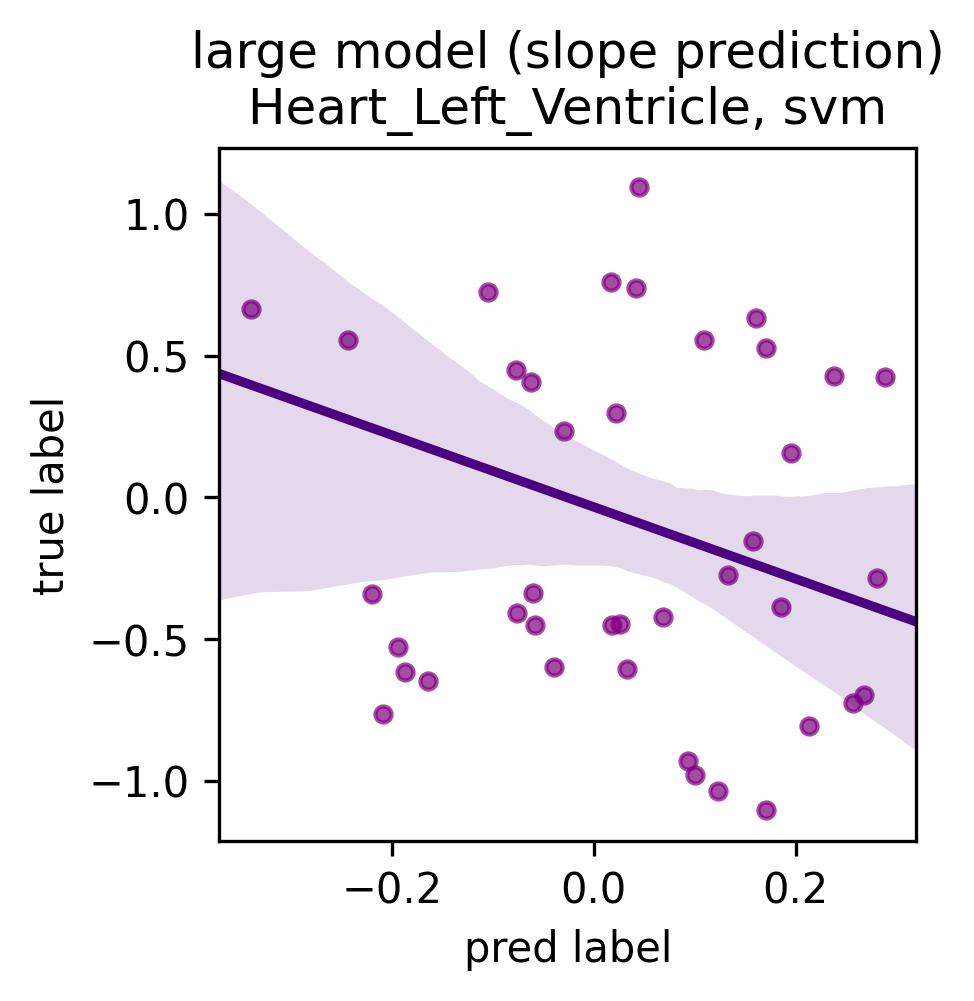 large model (slope prediction)
Heart_Left_Ventricle, svm
1.0
0.5
0.0
−0.5
−1.0
true label
−0.2
0.0
0.2
pred label